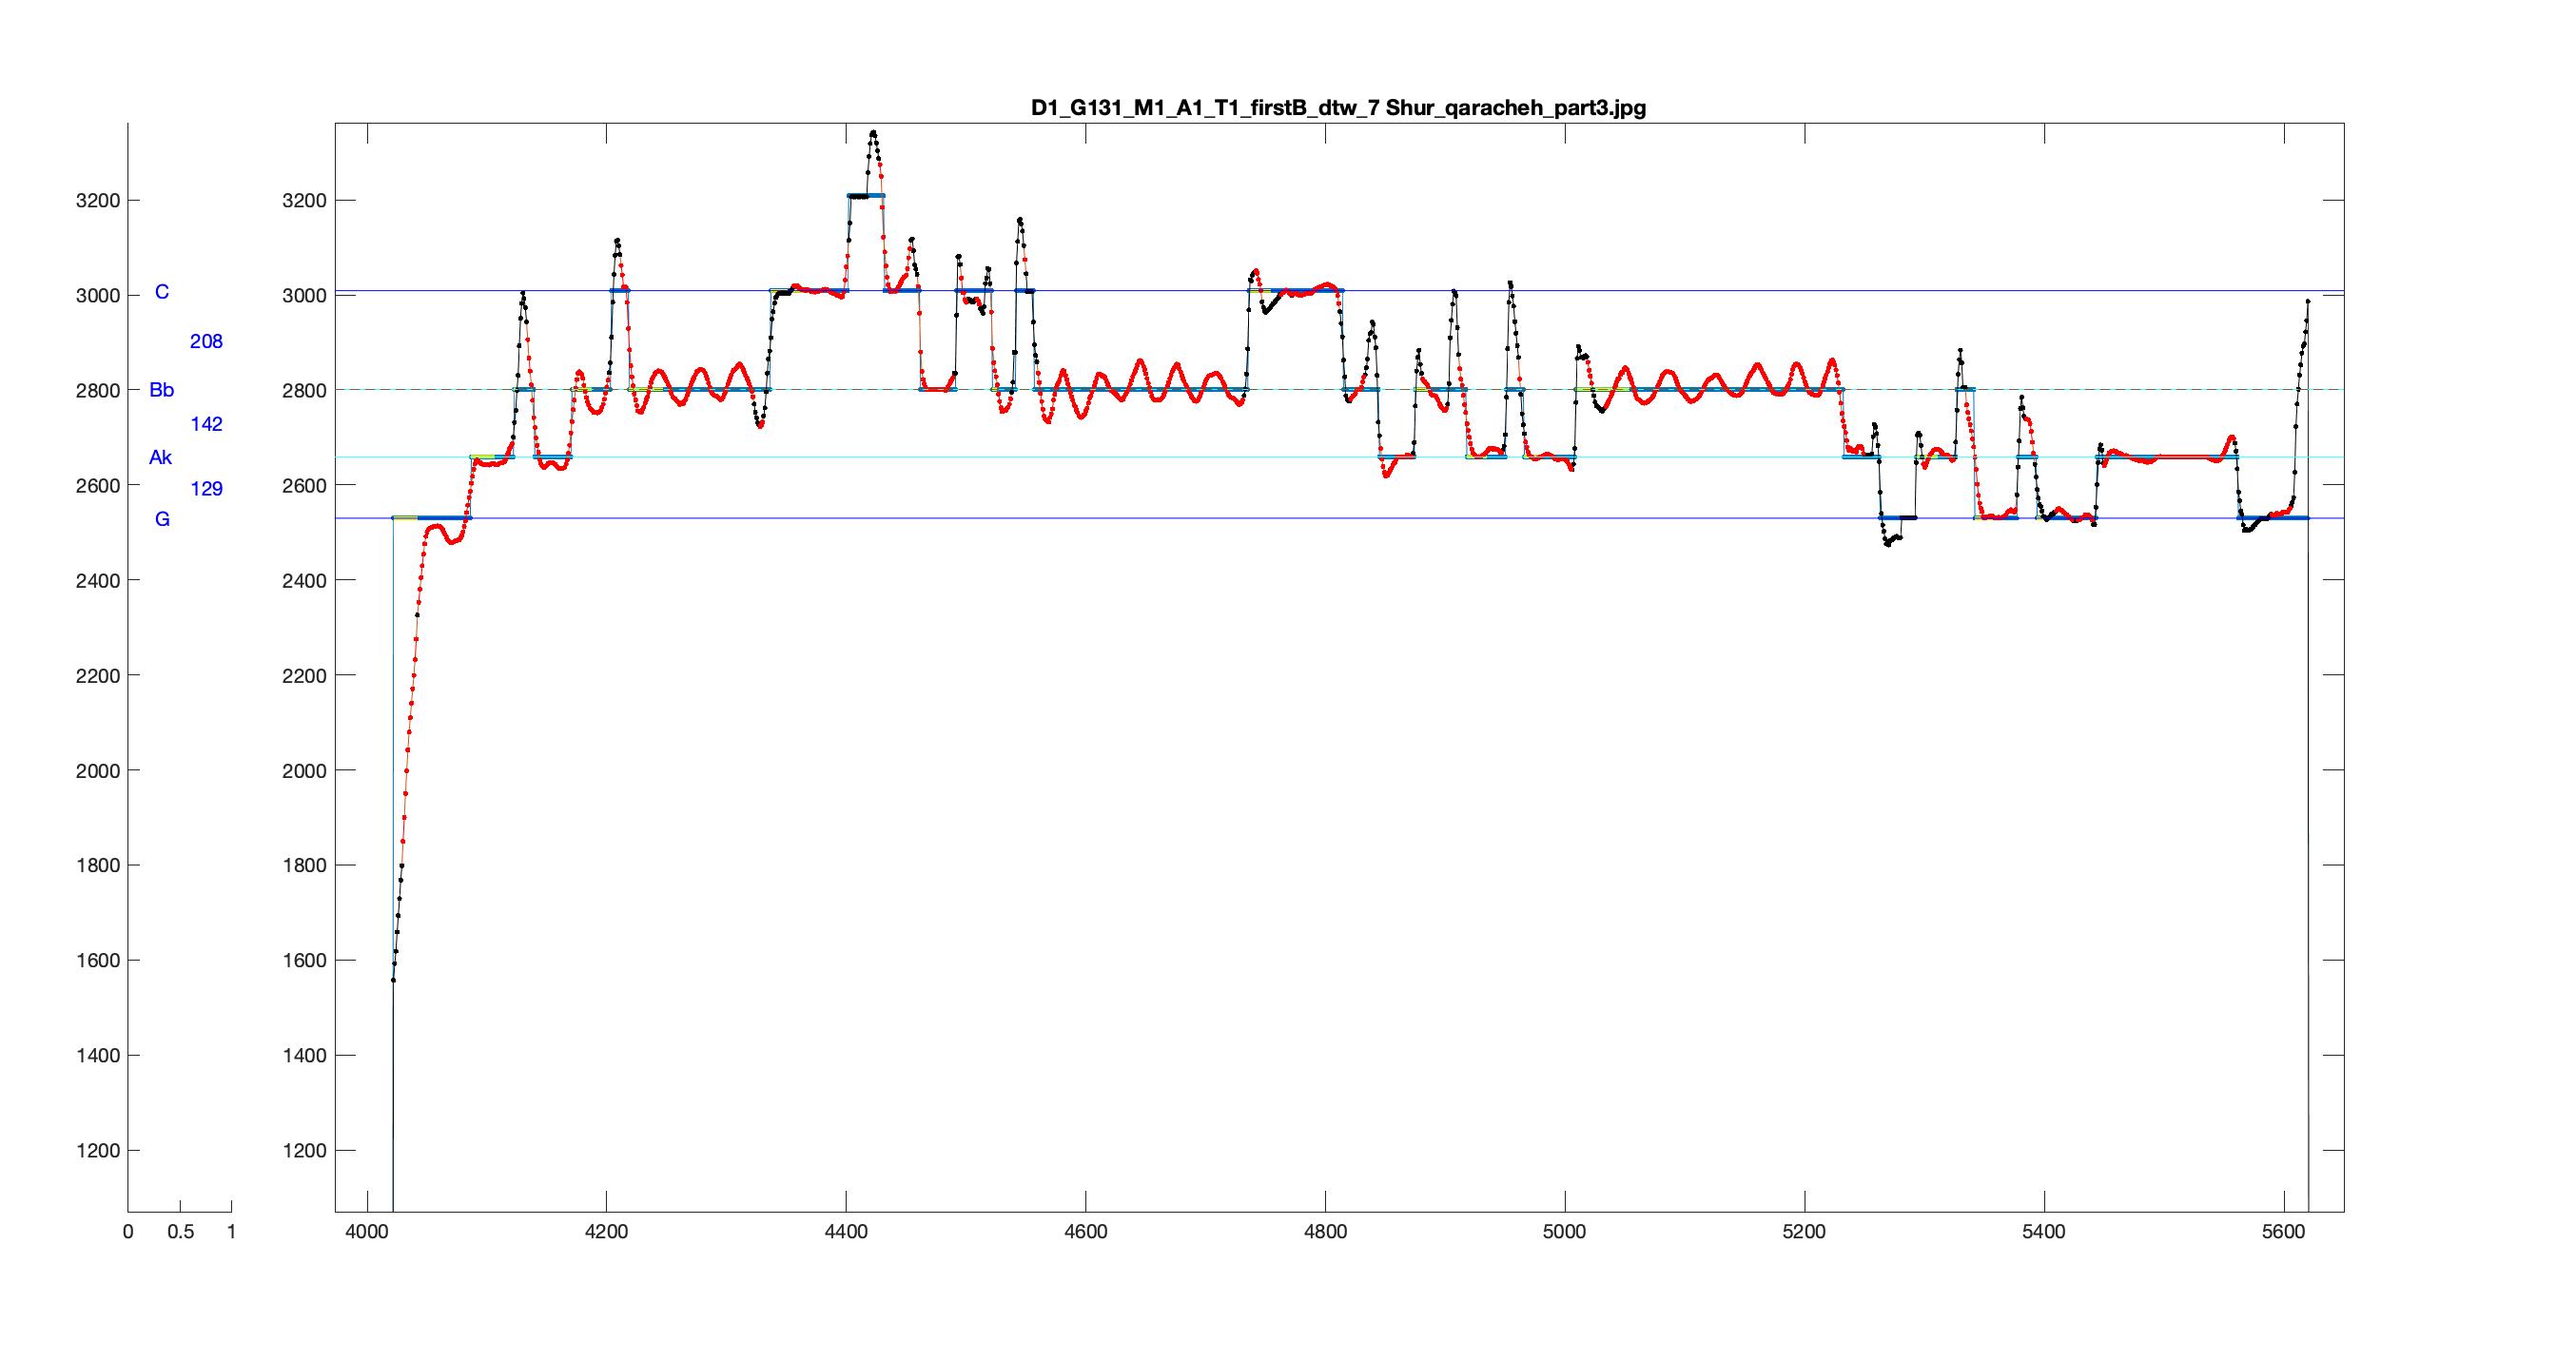 D1_G131_M1_A1_T1_firstB_dtw_7 Shur_qaracheh_part3.jpg
3200 3200
3000 C 3000
208
2800 Bb 2800
142
Ak
2600 129 2600
G
2400 2400
2200 2200
2000 2000
1800 1800
1600 1600
1400 1400
1200 1200
0 0.5 1 4000 4200 4400 4600 4800 5000 5200 5400 5600